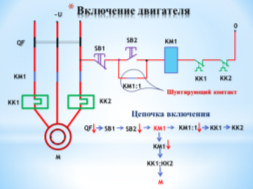 * Включение двигателя
~U
0
QF
SB1
SB2
KM1
KM1
KM1:1
KK1
KK2
Шунтирующий контакт
KK1
KK2
M
Цепочка включения
QF SB1 SB2 KM1 KM1:1 KK1 KK2
KM1
KK1;KK2
M